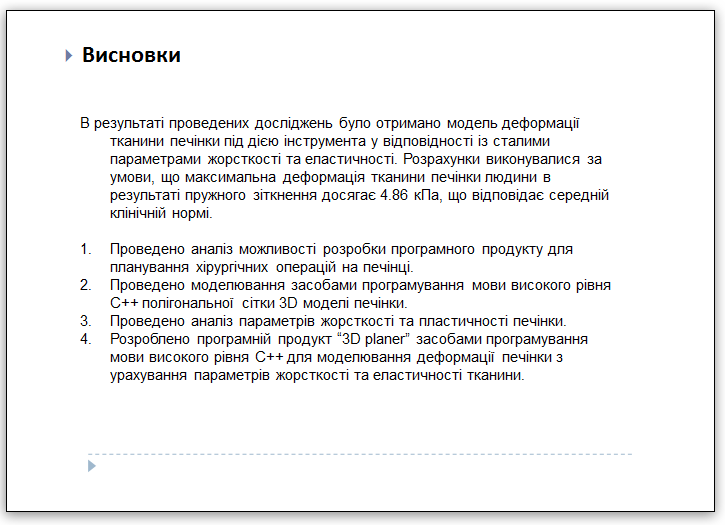 Висновки
В результаті проведених досліджень було отримано модель деформації
тканини печінки під дією інструмента у відповідності із сталими
параметрами жорсткості та еластичності. Розрахунки виконувалися за
умови, що максимальна деформація тканини печінки людини в
результаті пружного зіткнення досягає 4.86 кПа, що відповідає середній
клінічній нормі.
1. Проведено аналіз можливості розробки програмного продукту для
планування хірургічних операцій на печінці.
2. Проведено моделювання засобами програмування мови високого рівня
С++ полігональної сітки 3D моделі печінки.
3. Проведено аналіз параметрів жорсткості та пластичності печінки.
4. Розроблено програмній продукт “3D planer” засобами програмування
мови високого рівня С++ для моделювання деформації печінки з
урахування параметрів жорсткості та еластичності тканини.